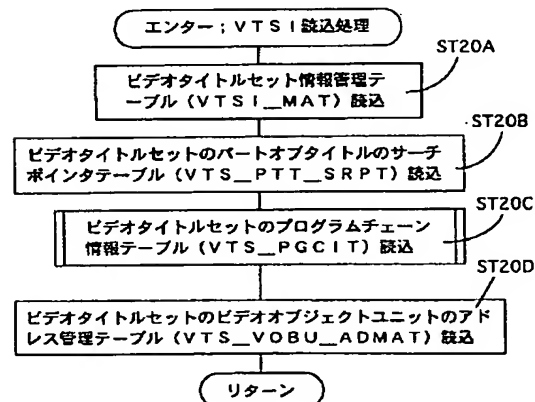 エンター；ＶＴＳＩ読込処理
ST20A
ビデオタイトルセット情報管理テ
ーブル（ＶＴＳＩ＿ＭＡＴ）読込
ST20B
ビデオタイトルセットのパートオブタイトルのサーチ
ポインタテーブル（ＶＴＳ＿ＰＴＴ＿ＳＲＰＴ）読込
ST20C
ビデオタイトルセットのプログラムチェーン
情報テーブル（ＶＴＳ＿ＰＧＣＩＴ）読込
ST20D
ビデオタイトルセットのビデオオブジェクトユニットのアド
レス管理テーブル（ＶＴＳ＿ＶＯＢＵ＿ＡＤＭＡＴ）読込
リターン